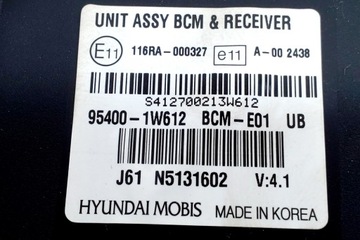 UNIT ASSY BCM & RECEIVER
E11 116RA-000327 e11 A-00 2438
S412700213W612
95400-1W612 BCM-E01 UB
J61 N5131602 V:4.1
HYUNDAI MOBIS MADE IN KOREA